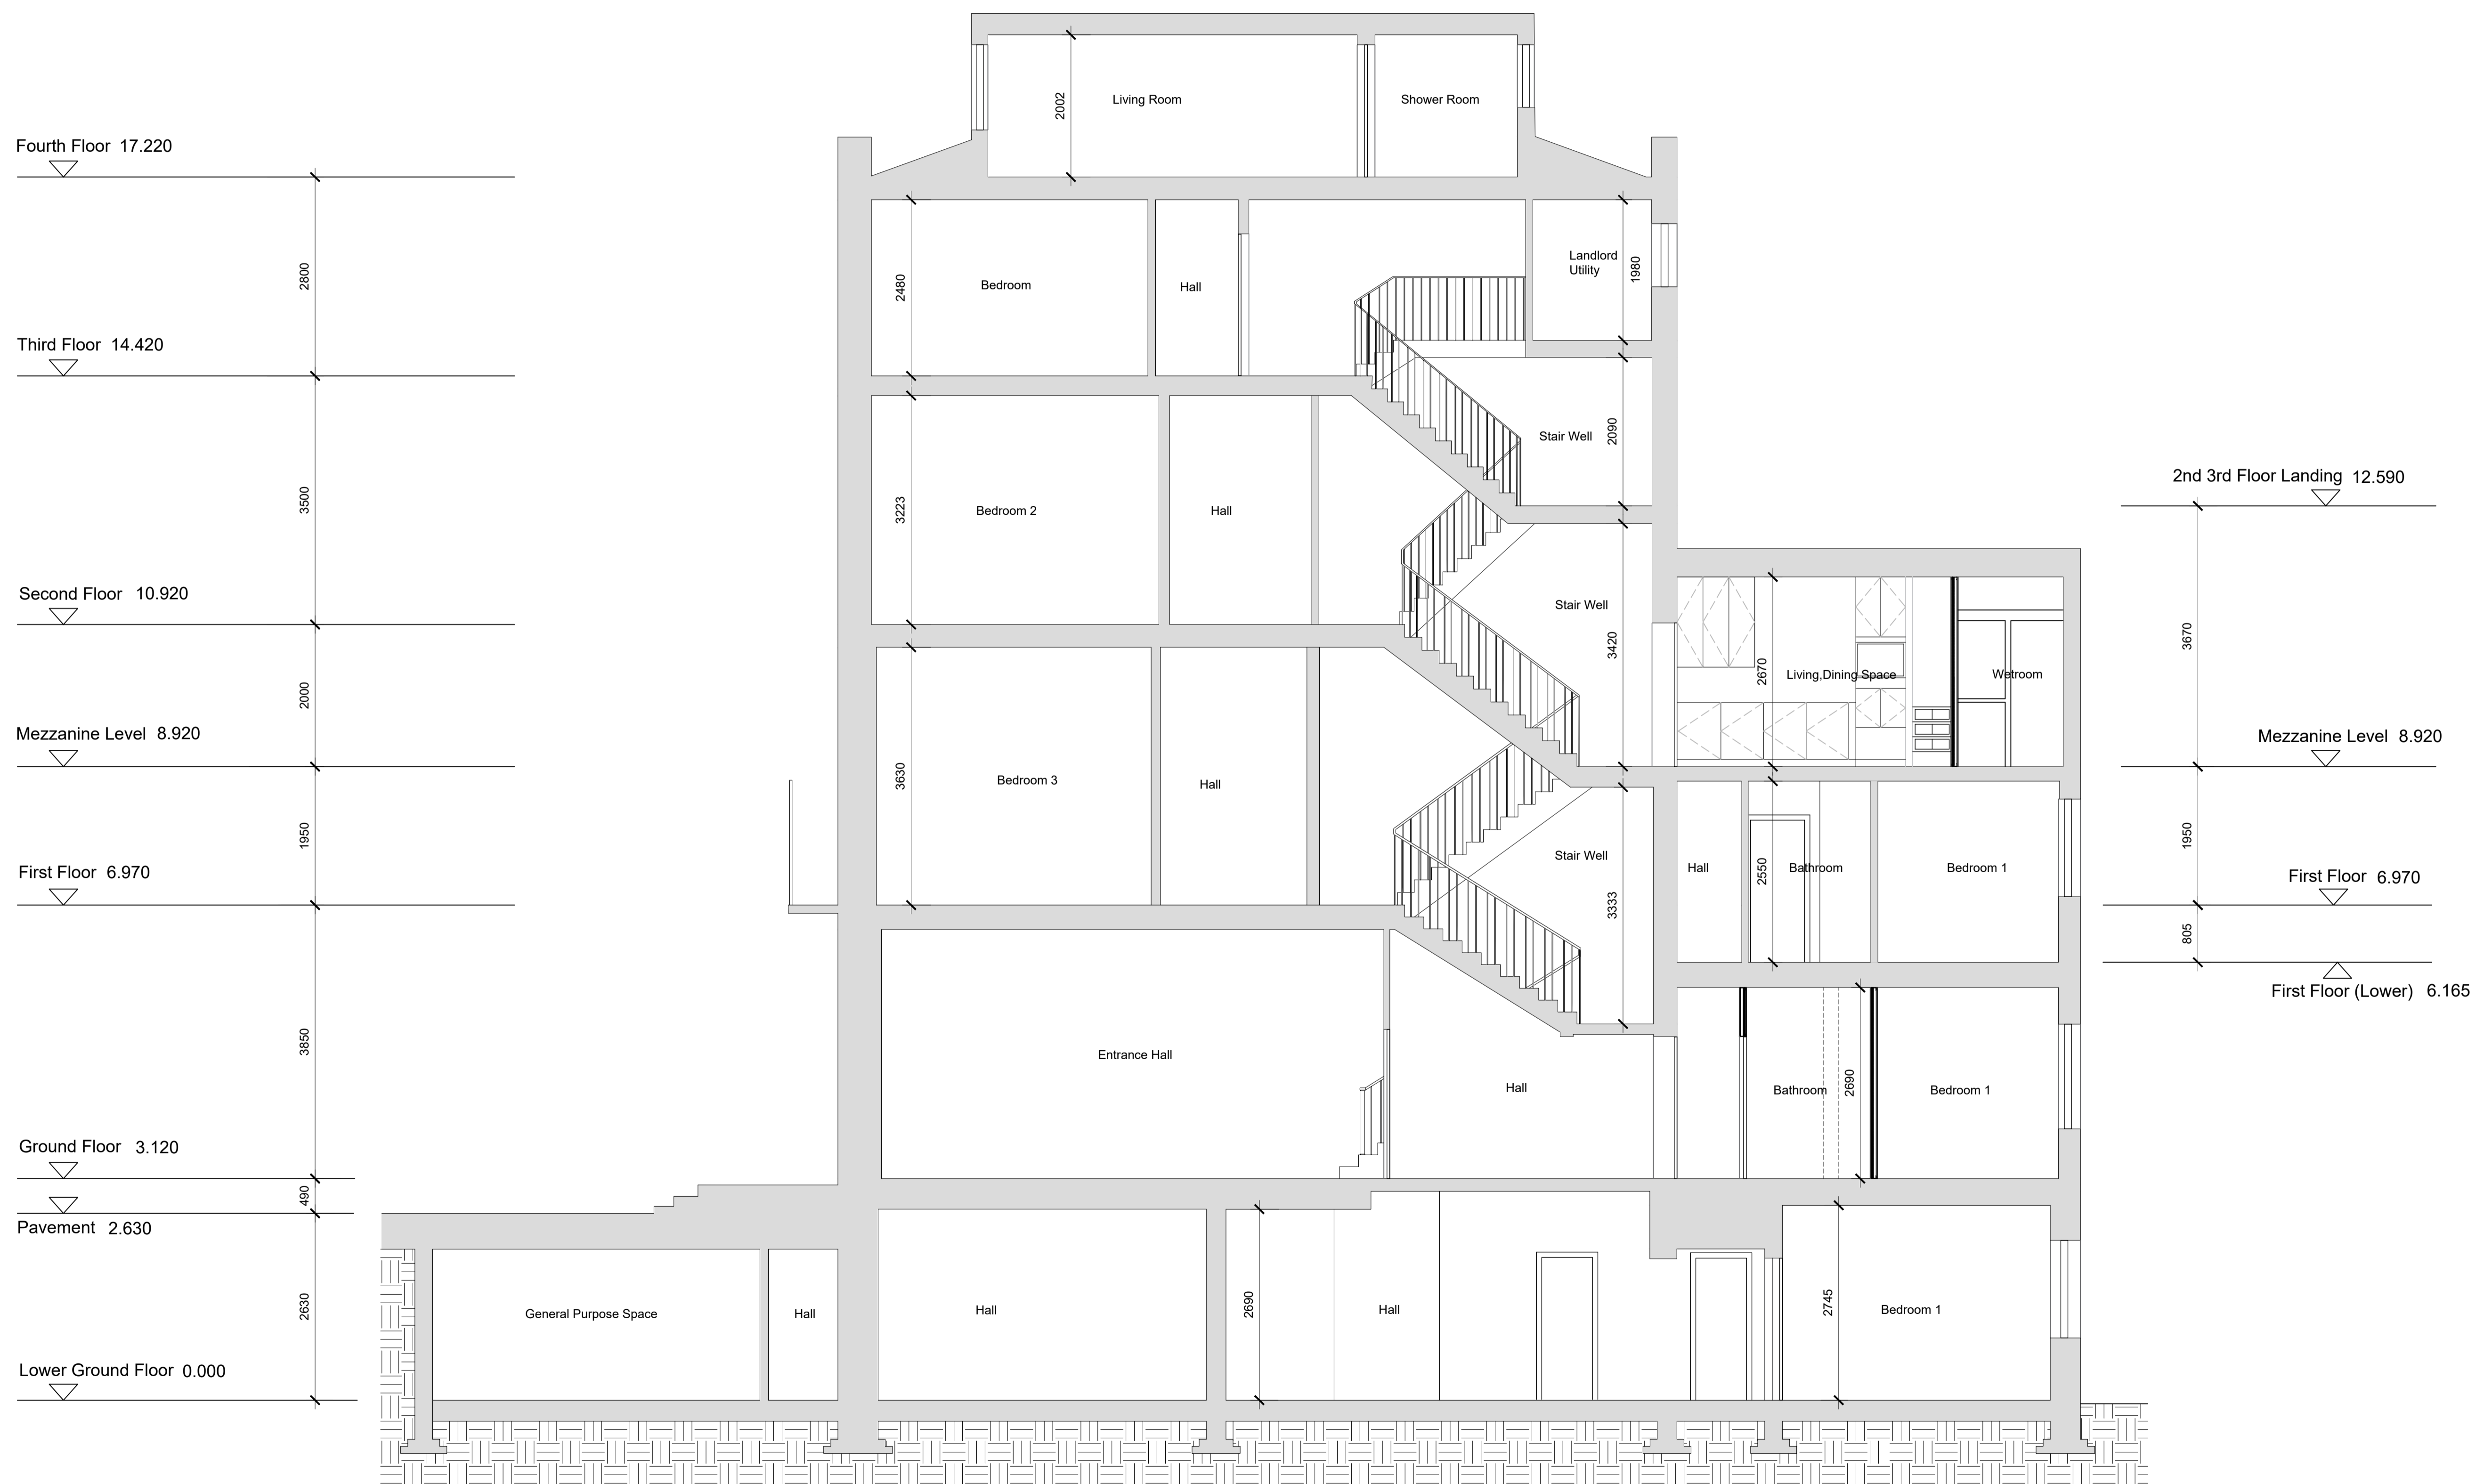 2002
Living Room
Shower Room
Fourth Floor 17.220
2800
2480
Bedroom
Hall
Landlord
Utility
1980
Third Floor 14.420
3500
3223
Bedroom 2
Hall
Stair Well
2090
2nd 3rd Floor Landing 12.590
Second Floor 10.920
Stair Well
3420
2670
Living,Dining Space
Wetroom
3670
2000
Mezzanine Level 8.920
Mezzanine Level 8.920
3630
Bedroom 3
Hall
1950
Stair Well
3333
Hall
2550
Bathroom
Bedroom 1
1950
First Floor 6.970
First Floor 6.970
805
First Floor (Lower) 6.165
3850
Entrance Hall
Hall
Bathroom
2690
Bedroom 1
Ground Floor 3.120
490
Pavement 2.630
2630
General Purpose Space
Hall
Hall
2690
Hall
2745
Bedroom 1
Lower Ground Floor 0.000